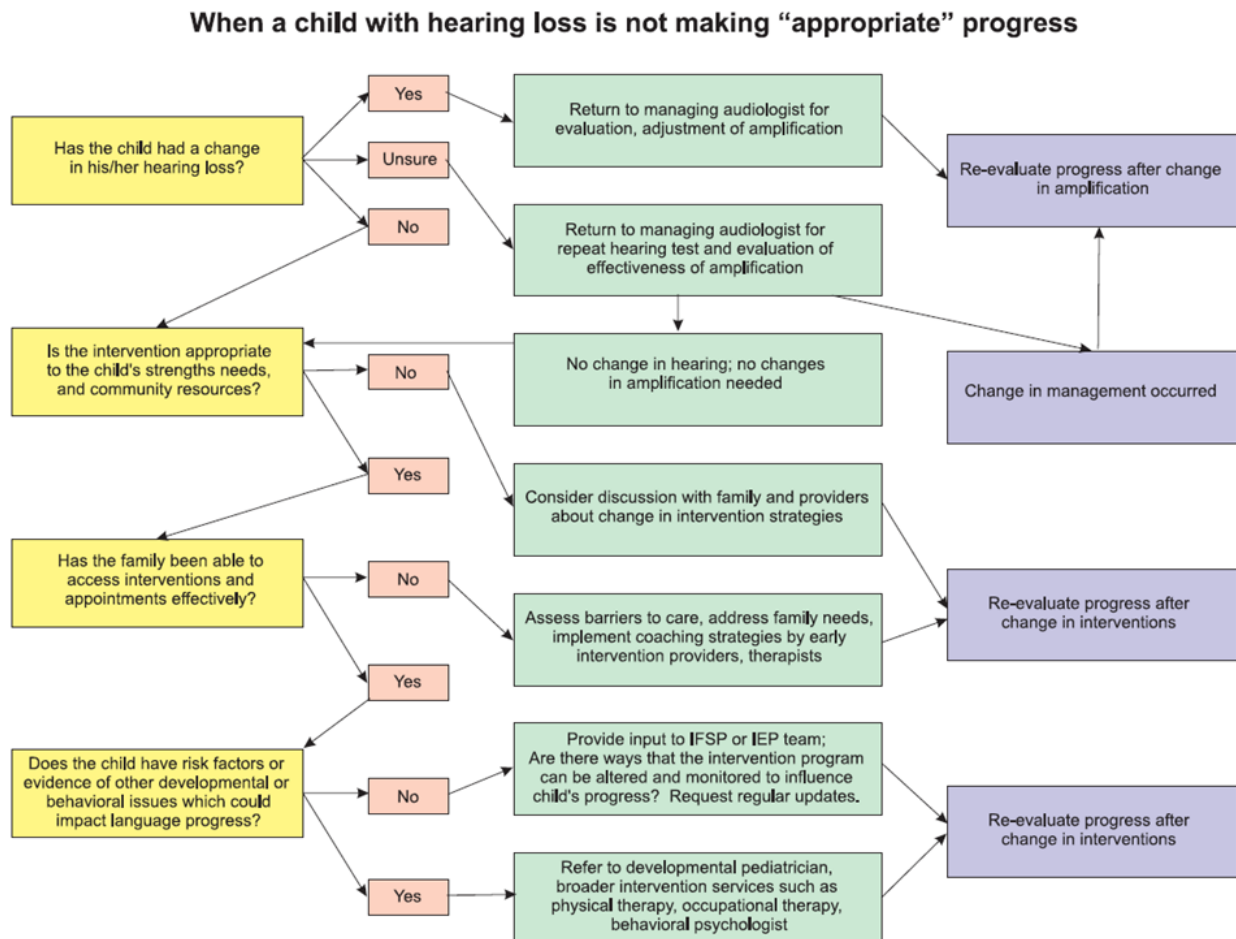 When a child with hearing loss is not making “appropriate” progress
Has the child had a change
in his/her hearing loss?
Yes
Unsure
No
Return to managing audiologist for
evaluation, adjustment of amplification
Return to managing audiologist for
repeat hearing test and evaluation of
effectiveness of amplification
Re-evaluate progress after change
in amplification
Is the intervention appropriate
to the child's strengths needs,
and community resources?
No
Yes
No change in hearing; no changes
in amplification needed
Change in management occurred
Consider discussion with family and providers
about change in intervention strategies
Has the family been able to
access interventions and
appointments effectively?
No
Yes
Assess barriers to care, address family needs,
implement coaching strategies by early
intervention providers, therapists
Re-evaluate progress after
change in interventions
Does the child have risk factors or
evidence of other developmental or
behavioral issues which could
impact language progress?
No
Yes
Provide input to IFSP or IEP team;
Are there ways that the intervention program
can be altered and monitored to influence
child's progress? Request regular updates.
Refer to developmental pediatrician,
broader intervention services such as
physical therapy, occupational therapy,
behavioral psychologist
Re-evaluate progress after
change in interventions